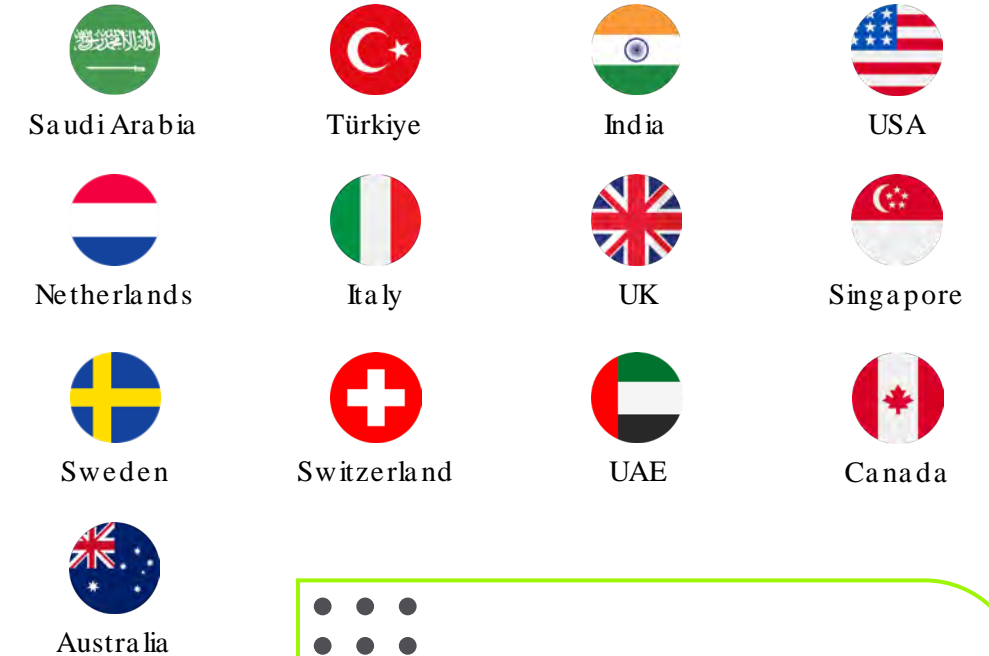 Saudi Arabia
Türkiye
India
USA
Netherlands
Italy
UK
Singapore
Sweden
Switzerland
UAE
Canada
Australia